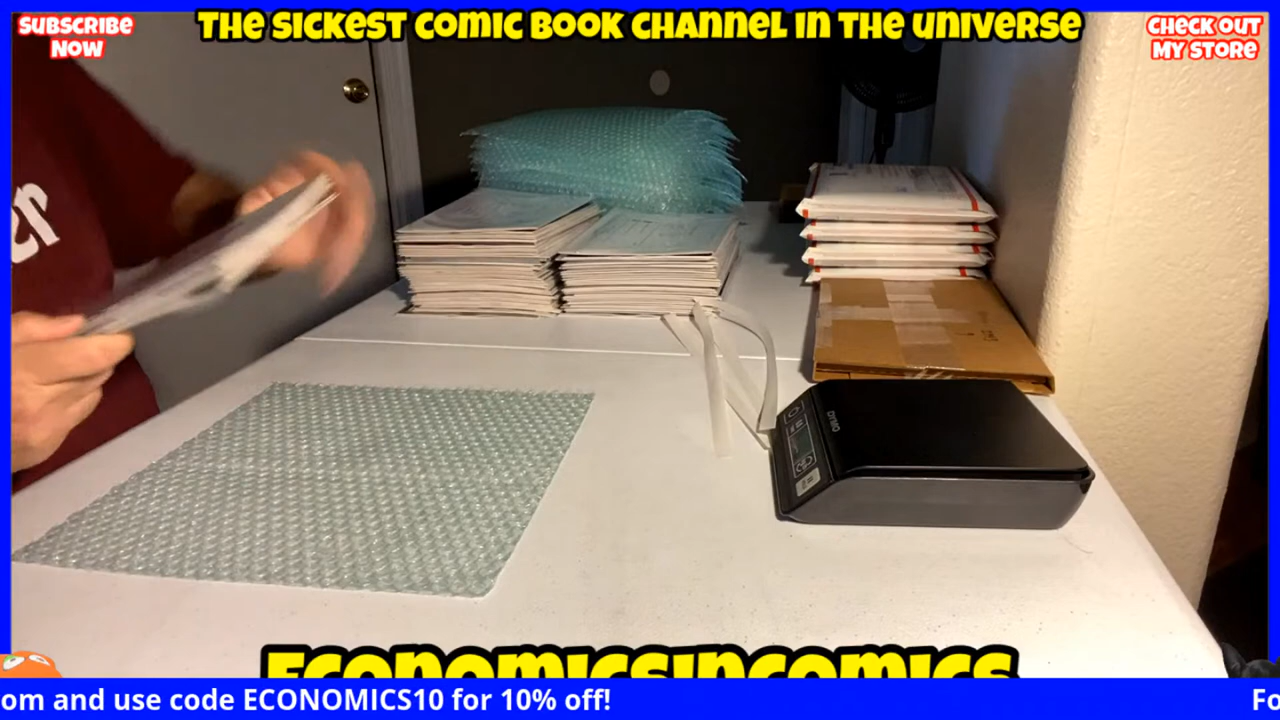 SUBSCRIBE
NOW
THE SICKEST COMIC BOOK CHANNEL IN THE UNIVERSE
CHECK OUT
MY STORE
er
DYMO
ECONOMICSINCOMICS
om and use code ECONOMICS10 for 10% off!
Fo